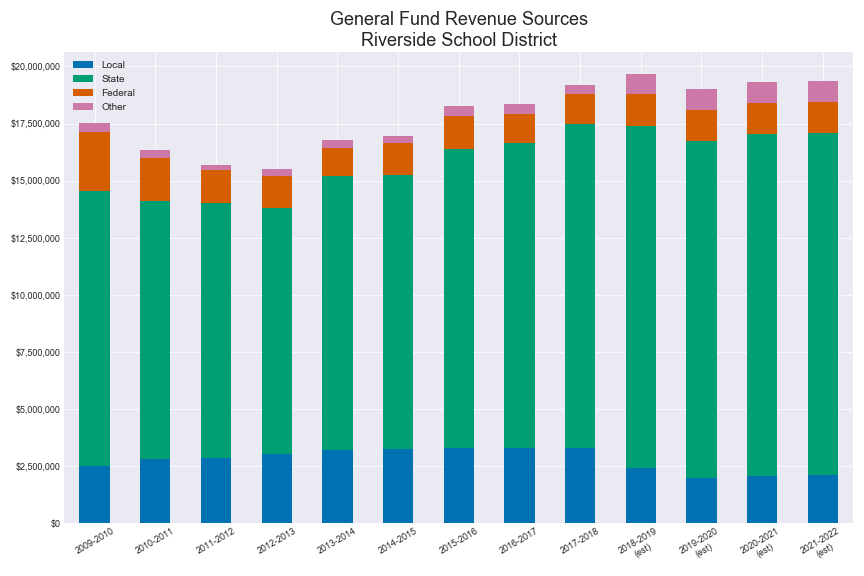 General Fund Revenue Sources
Riverside School District
Local
State
Federal
Other
$20,000,000
$17,500,000
$15,000,000
$12,500,000
$10,000,000
$7,500,000
$5,000,000
$2,500,000
$0
2009-2010
2010-2011
2011-2012
2012-2013
2013-2014
2014-2015
2015-2016
2016-2017
2017-2018
2018-2019
(est)
2019-2020
(est)
2020-2021
(est)
2021-2022
(est)